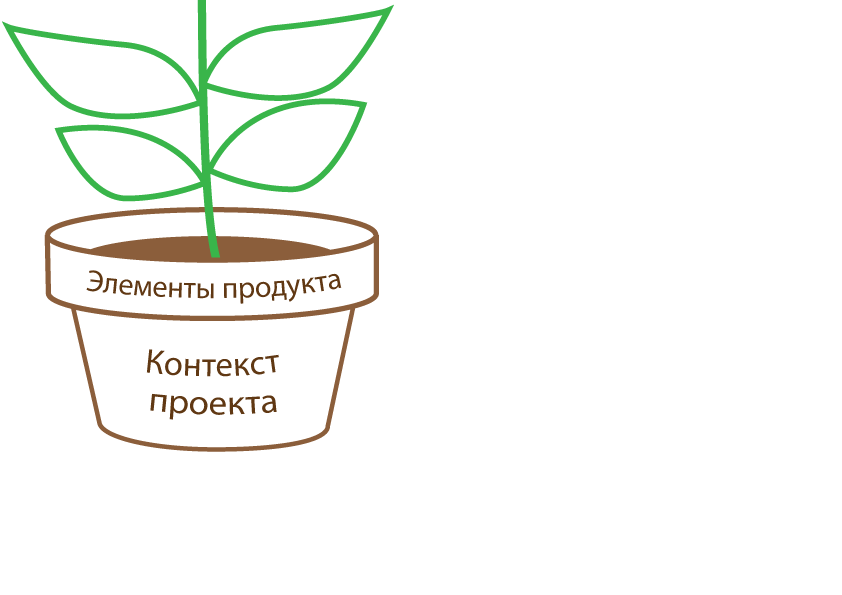 Элементы продукта
Контекст
проекта